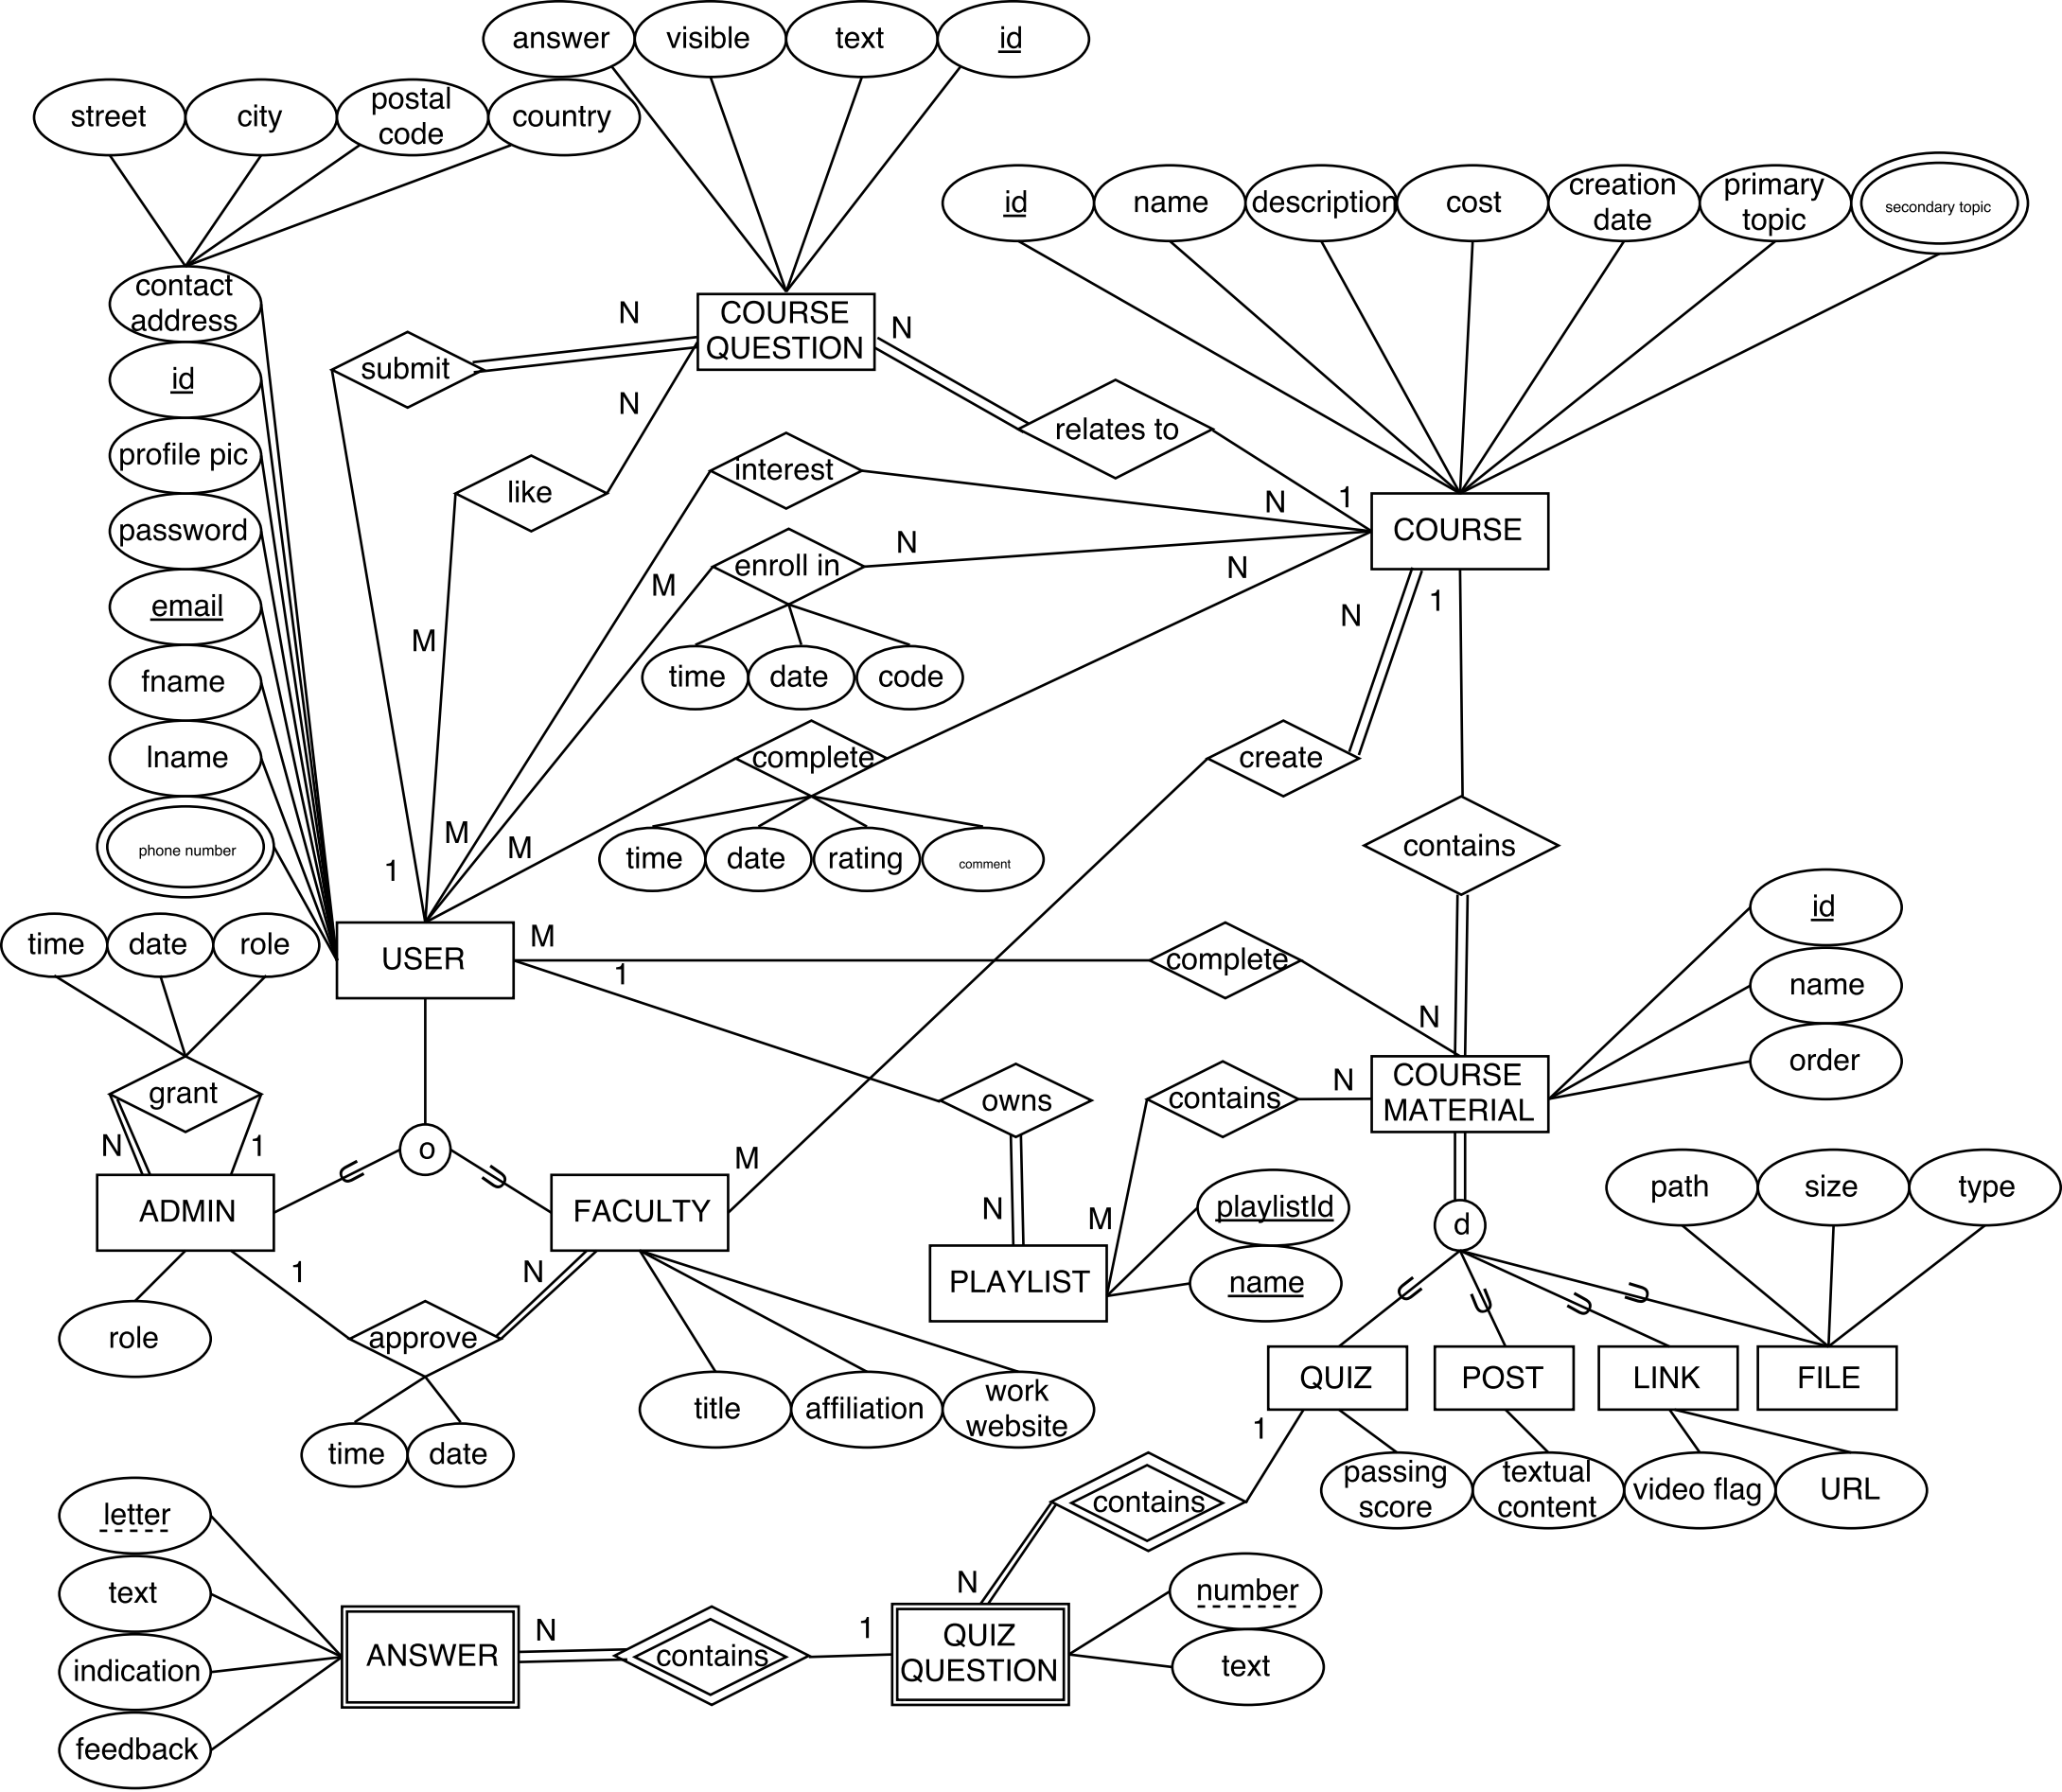 answer
visible
text
id
street
city
postal
code
country
id
name
description
cost
creation
date
primary
topic
secondary topic
contact
address
id
profile pic
password
email
fname
lname
phone number
COURSE
QUESTION
N
N
N
submit
like
relates to
interest
enroll in
N
1
N
N
M
M
COURSE
N
1
time
date
code
complete
time
date
rating
comment
create
contains
M
M
1
time
date
role
USER
M
1
complete
N
id
name
order
grant
N
1
o
owns
contains
N
COURSE
MATERIAL
ADMIN
FACULTY
M
N
M
playlistId
name
PLAYLIST
d
path
size
type
role
1
N
approve
time
date
title
affiliation
work
website
QUIZ
POST
LINK
FILE
1
passing
score
textual
content
video flag
URL
contains
N
letter
text
indication
feedback
ANSWER
N
contains
1
QUIZ
QUESTION
number
text